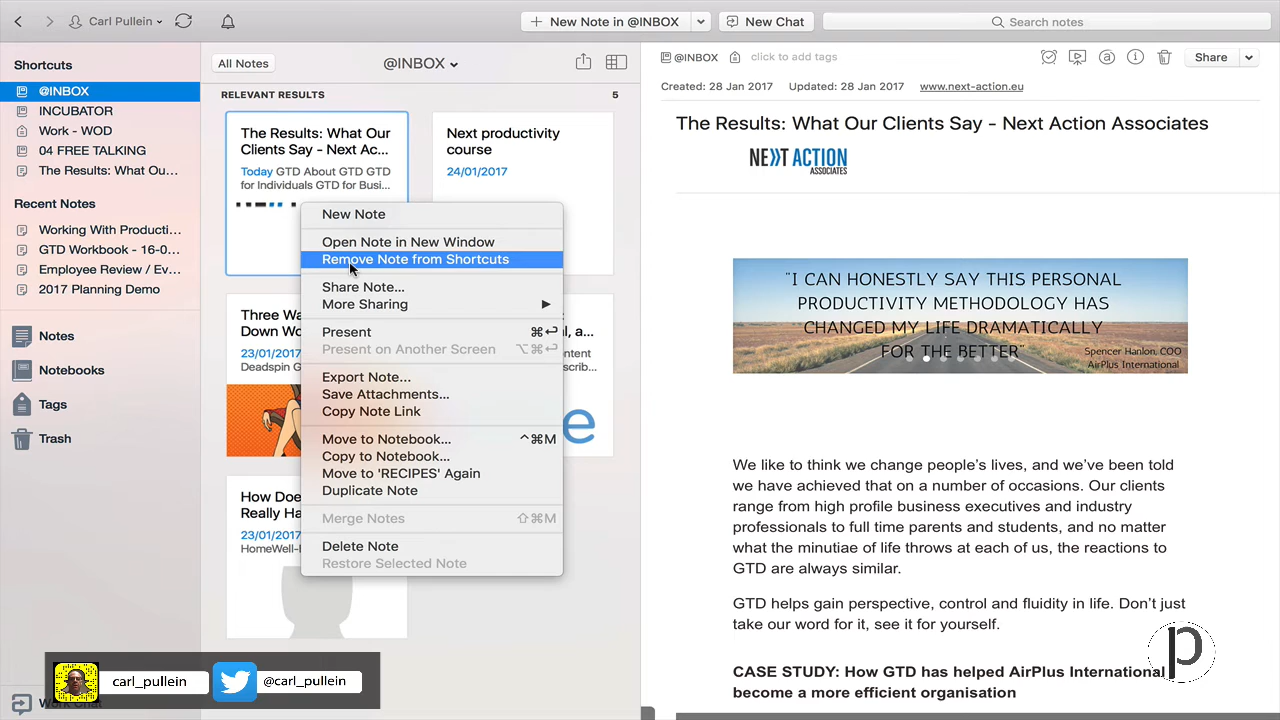 Carl Pullein
New Note in @INBOX
New Chat
Search notes
Shortcuts
@INBOX
INCUBATOR
Work - WOD
04 FREE TALKING
The Results: What Ou...
Recent Notes
Working With Producti...
GTD Workbook - 16-0...
Employee Review / Ev...
2017 Planning Demo
Notes
Notebooks
Tags
Trash
All Notes
@INBOX
RELEVANT RESULTS
5
The Results: What Our
Clients Say - Next Ac...
Today GTD About GTD GTD
for Individuals GTD for Busi...
Next productivity
course
24/01/2017
Three Wa
Down Wo
23/01/2017
Deadspin G
al, a...
ntent
scrib...
e
How Doe
Really Ha
23/01/2017
HomeWell-
New Note
Open Note in New Window
Remove Note from Shortcuts
Share Note...
More Sharing
Present ⌘↩
Present on Another Screen ⌥⌘↩
Export Note...
Save Attachments...
Copy Note Link
Move to Notebook... ^⌘M
Copy to Notebook...
Move to 'RECIPES' Again
Duplicate Note
Merge Notes ⇧⌘M
Delete Note
Restore Selected Note
@INBOX
click to add tags
Share
Created: 28 Jan 2017 Updated: 28 Jan 2017 www.next-action.eu
The Results: What Our Clients Say – Next Action Associates
NEXT ACTION
ASSOCIATES
"I CAN HONESTLY SAY THIS PERSONAL
PRODUCTIVITY METHODOLOGY HAS
CHANGED MY LIFE DRAMATICALLY
FOR THE BETTER"
Spencer Hanlon, COO
AirPlus International
We like to think we change people's lives, and we've been told
we have achieved that on a number of occasions. Our clients
range from high profile business executives and industry
professionals to full time parents and students, and no matter
what the minutiae of life throws at each of us, the reactions to
GTD are always similar.
GTD helps gain perspective, control and fluidity in life. Don't just
take our word for it, see it for yourself.
CASE STUDY: How GTD has helped AirPlus International
become a more efficient organisation
p
carl_pullein
@carl_pullein